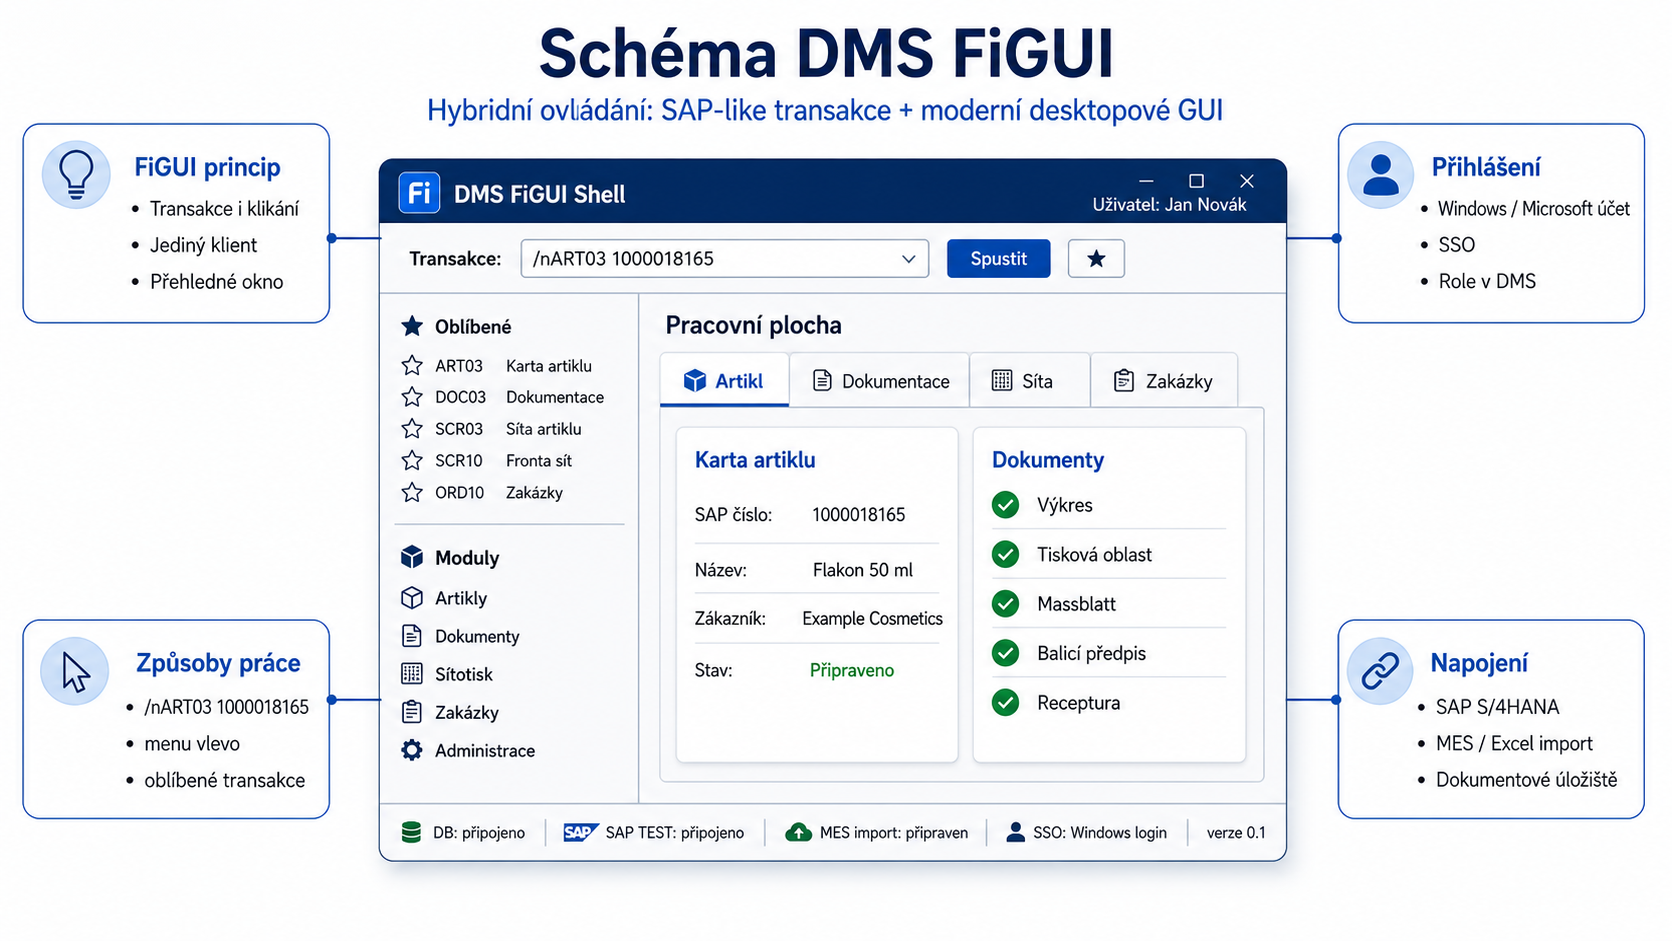 Schéma DMS FiGUI
Hybridní ovládání: SAP-like transakce + moderní desktopové GUI
FiGUI princip
• Transakce i klikání
• Jediný klient
• Přehledné okno
Způsoby práce
• /nART03 1000018165
• menu vlevo
• oblíbené transakce
Fi DMS FiGUI Shell
Uživatel: Jan Novák
Transakce: /nART03 1000018165 Spustit
Oblíbené
ART03 Karta artiklu
DOC03 Dokumentace
SCR03 Síta artiklu
SCR10 Fronta sít
ORD10 Zakázky
Moduly
Artikly
Dokumenty
Sítotisk
Zakázky
Administrace
Pracovní plocha
Artikl Dokumentace Síta Zakázky
Karta artiklu
SAP číslo: 1000018165
Název: Flakon 50 ml
Zákazník: Example Cosmetics
Stav: Připraveno
Dokumenty
Výkres
Tisková oblast
Massblatt
Balicí předpis
Receptura
DB: připojeno SAP SAP TEST: připojeno MES import: připraven SSO: Windows login verze 0.1
Přihlášení
• Windows / Microsoft účet
• SSO
• Role v DMS
Napojení
• SAP S/4HANA
• MES / Excel import
• Dokumentové úložiště